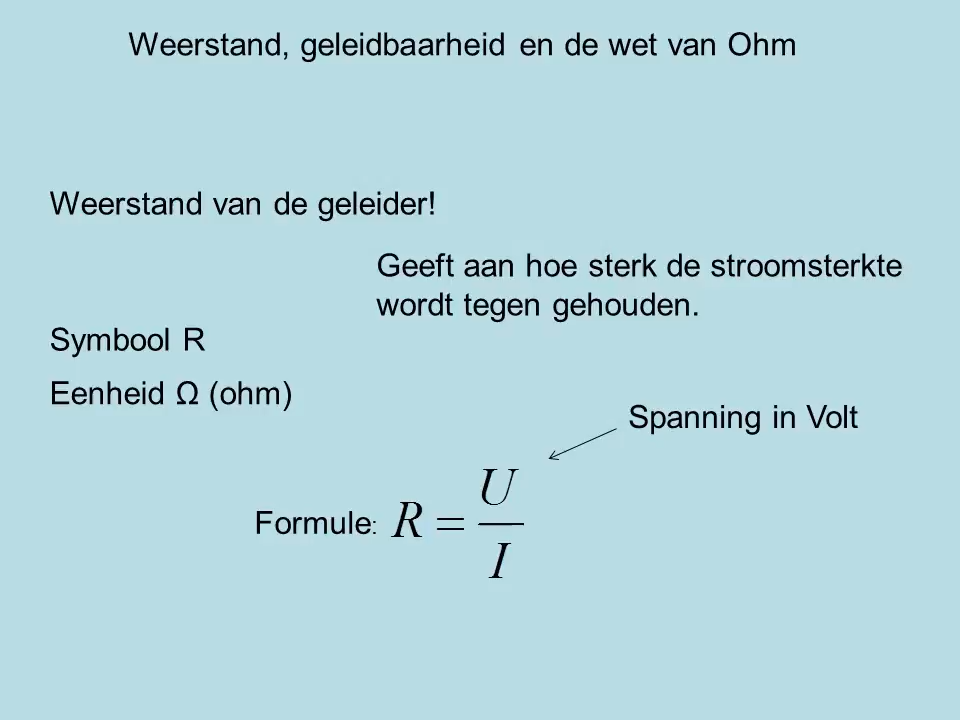 Weerstand, geleidbaarheid en de wet van Ohm
Weerstand van de geleider!
Geeft aan hoe sterk de stroomsterkte
wordt tegen gehouden.
Symbool R
Eenheid Ω (ohm)
Spanning in Volt
Formule: R = U/I